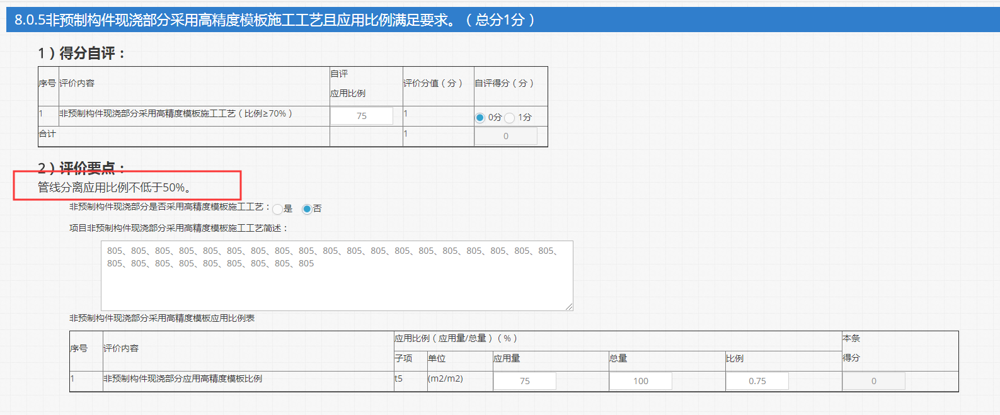 8.0.5非预制构件现浇部分采用高精度模板施工工艺且应用比例满足要求。（总分1分）
1）得分自评：
序号 评价内容 自评 应用比例 评价分值（分） 自评得分（分）
1 非预制构件现浇部分采用高精度模板施工工艺（比例≥70%） 75 1 0分 1分
合计 1 0
2）评价要点：
管线分离应用比例不低于50%。
非预制构件现浇部分是否采用高精度模板施工工艺： 是 否
项目非预制构件现浇部分采用高精度模板施工工艺简述：
805、805、805、805、805、805、805、805、805、805、805、805、805、805、805、805、805、805、805、
805、805、805、805、805、805、805、805、805
非预制构件现浇部分采用高精度模板应用比例表
序号 评价内容 应用比例（应用量/总量）（%） 本条 得分
子项 单位 应用量 总量 比例
1 非预制构件现浇部分应用高精度模板比例 t5 (m2/m2) 75 100 0.75 0